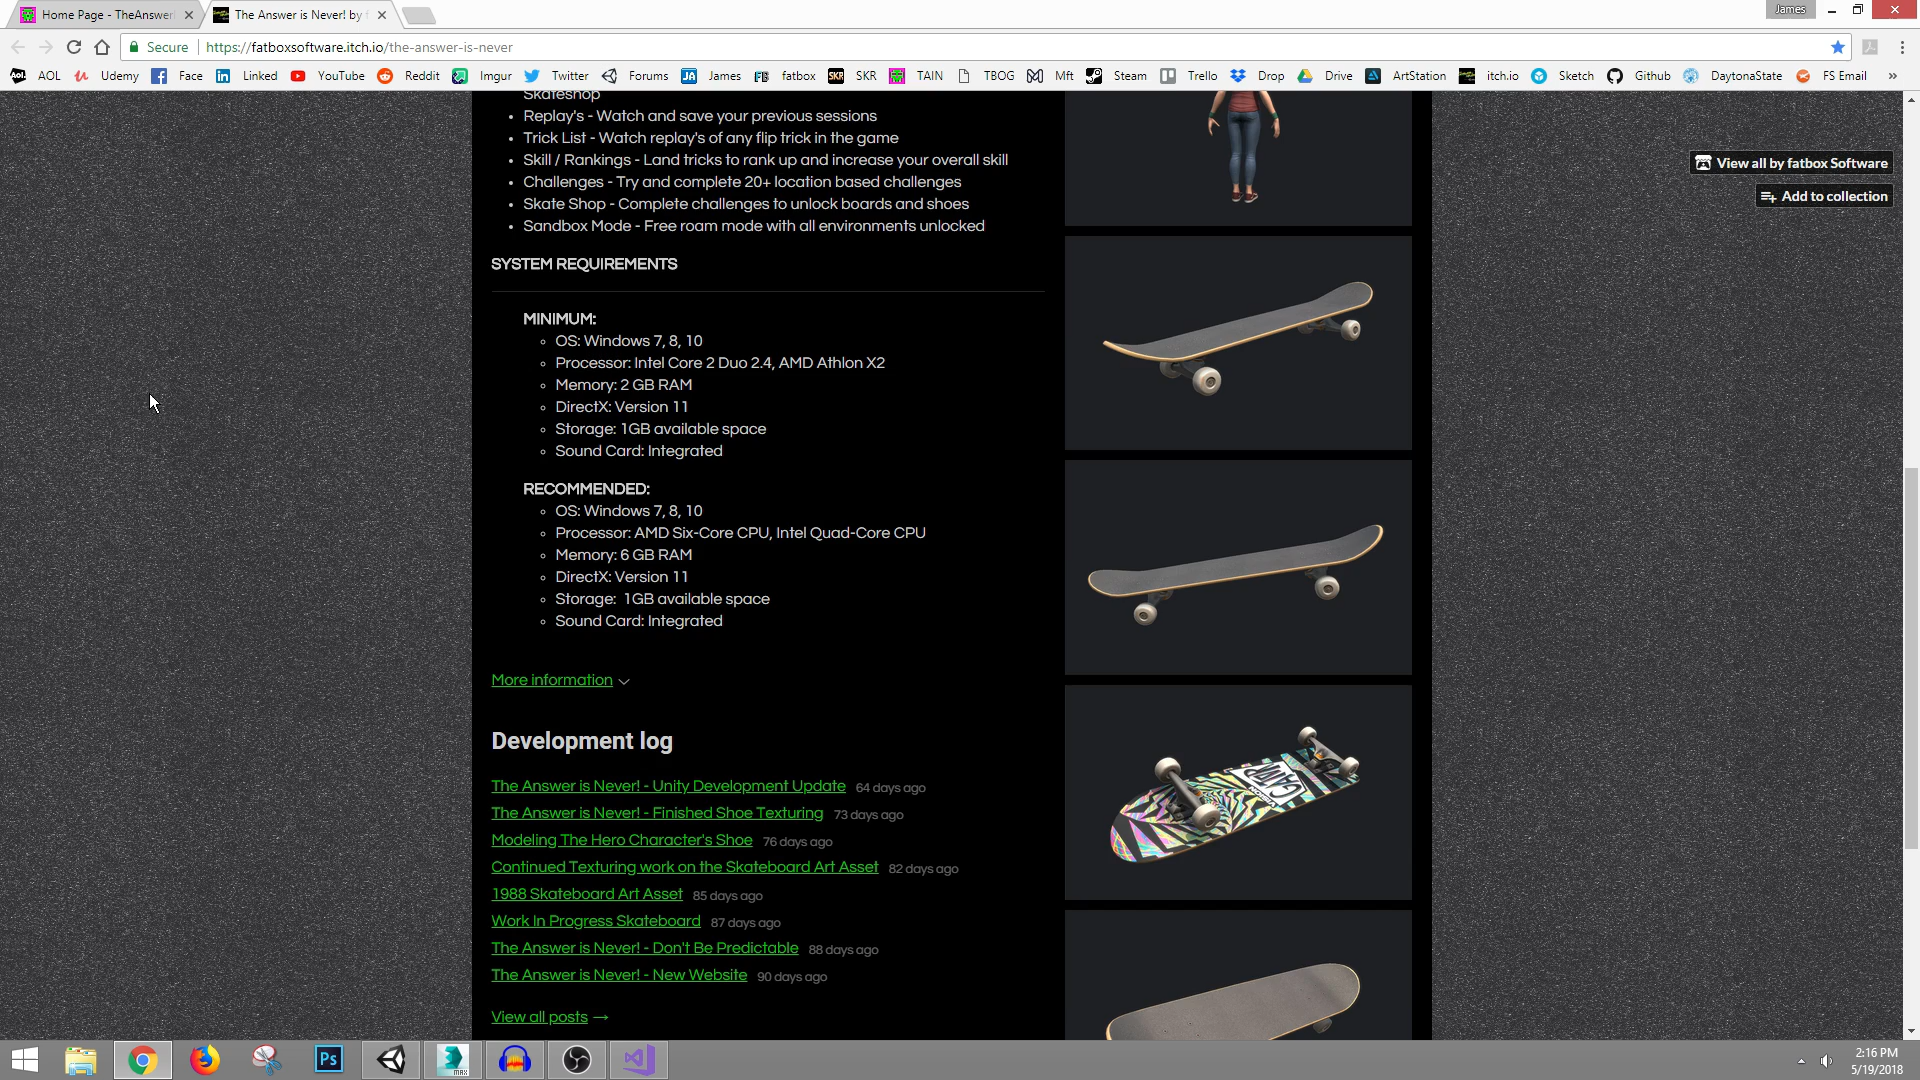 Home Page - TheAnswer
The Answer is Never! by f
James
Secure https://fatboxsoftware.itch.io/the-answer-is-never
AOL Udemy Face Linked YouTube Reddit Imgur Twitter Forums James fatbox SKR TAIN TBOG Mft Steam Trello Drop Drive ArtStation itch.io Sketch Github DaytonaState FS Email »
Skateshop
Replay's - Watch and save your previous sessions
Trick List - Watch replay's of any flip trick in the game
Skill / Rankings - Land tricks to rank up and increase your overall skill
Challenges - Try and complete 20+ location based challenges
Skate Shop - Complete challenges to unlock boards and shoes
Sandbox Mode - Free roam mode with all environments unlocked
SYSTEM REQUIREMENTS
MINIMUM:
OS: Windows 7, 8, 10
Processor: Intel Core 2 Duo 2.4, AMD Athlon X2
Memory: 2 GB RAM
DirectX: Version 11
Storage: 1GB available space
Sound Card: Integrated
RECOMMENDED:
OS: Windows 7, 8, 10
Processor: AMD Six-Core CPU, Intel Quad-Core CPU
Memory: 6 GB RAM
DirectX: Version 11
Storage: 1GB available space
Sound Card: Integrated
More information
Development log
The Answer is Never! - Unity Development Update 64 days ago
The Answer is Never! - Finished Shoe Texturing 73 days ago
Modeling The Hero Character's Shoe 76 days ago
Continued Texturing work on the Skateboard Art Asset 82 days ago
1988 Skateboard Art Asset 85 days ago
Work In Progress Skateboard 87 days ago
The Answer is Never! - Don't Be Predictable 88 days ago
The Answer is Never! - New Website 90 days ago
View all posts →
View all by fatbox Software
Add to collection
GATOR
VISION
Ps
MAX
2:16 PM
5/19/2018